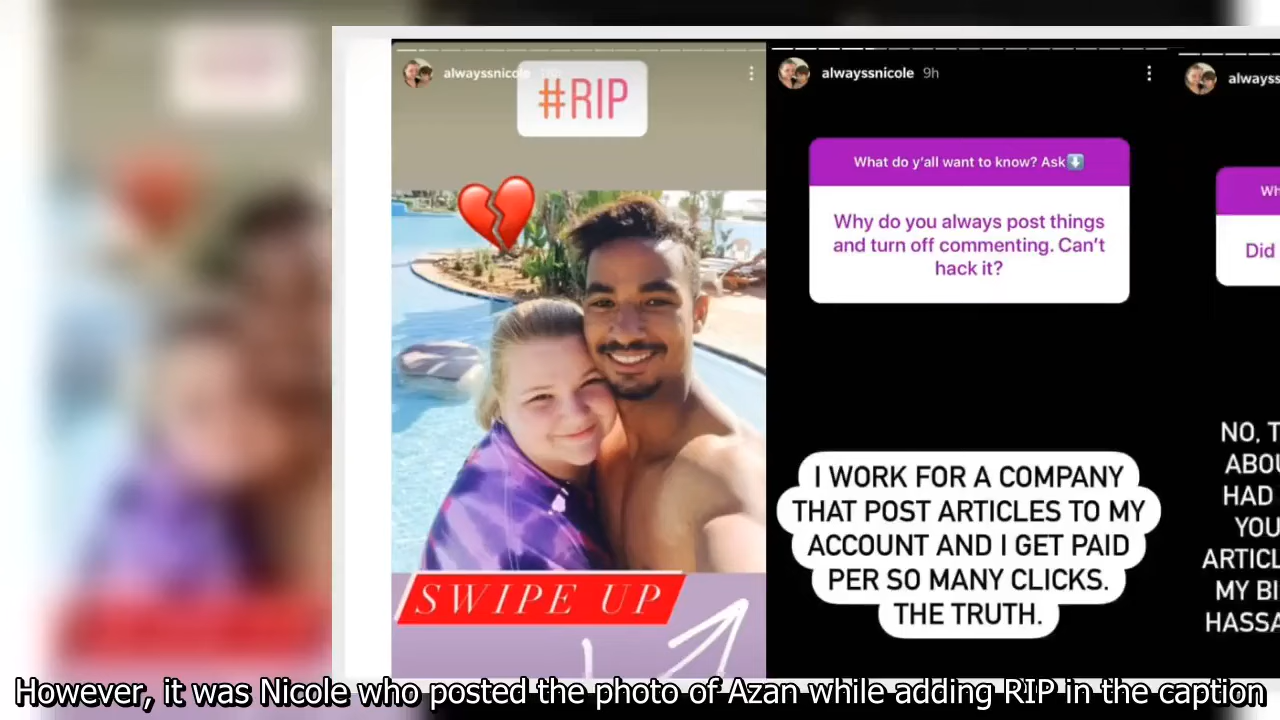 alwayssnicole
#RIP
SWIPE UP
alwayssnicole 9h
What do y'all want to know? Ask
Why do you always post things
and turn off commenting. Can't
hack it?
I WORK FOR A COMPANY
THAT POST ARTICLES TO MY
ACCOUNT AND I GET PAID
PER SO MANY CLICKS.
THE TRUTH.
alwayss
Wh
Did
NO, T
ABOU
HAD
YOU
ARTICL
MY BI
HASSA
However, it was Nicole who posted the photo of Azan while adding RIP in the caption